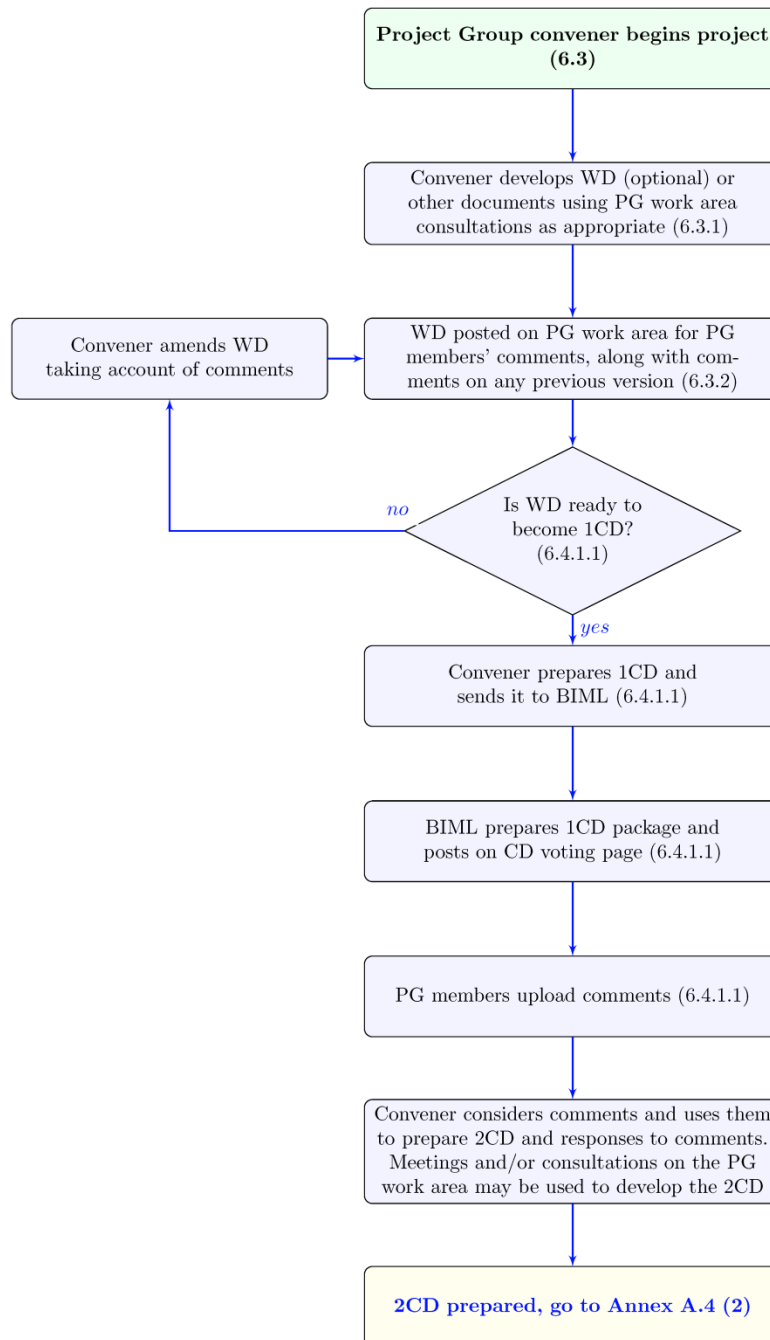 Project Group convener begins project
(6.3)
Convener develops WD (optional) or
other documents using PG work area
consultations as appropriate (6.3.1)
Convener amends WD
taking account of comments
WD posted on PG work area for PG
members' comments, along with com-
ments on any previous version (6.3.2)
no
Is WD ready to
become 1CD?
(6.4.1.1)
yes
Convener prepares 1CD and
sends it to BIML (6.4.1.1)
BIML prepares 1CD package and
posts on CD voting page (6.4.1.1)
PG members upload comments (6.4.1.1)
Convener considers comments and uses them
to prepare 2CD and responses to comments.
Meetings and/or consultations on the PG
work area may be used to develop the 2CD
2CD prepared, go to Annex A.4 (2)